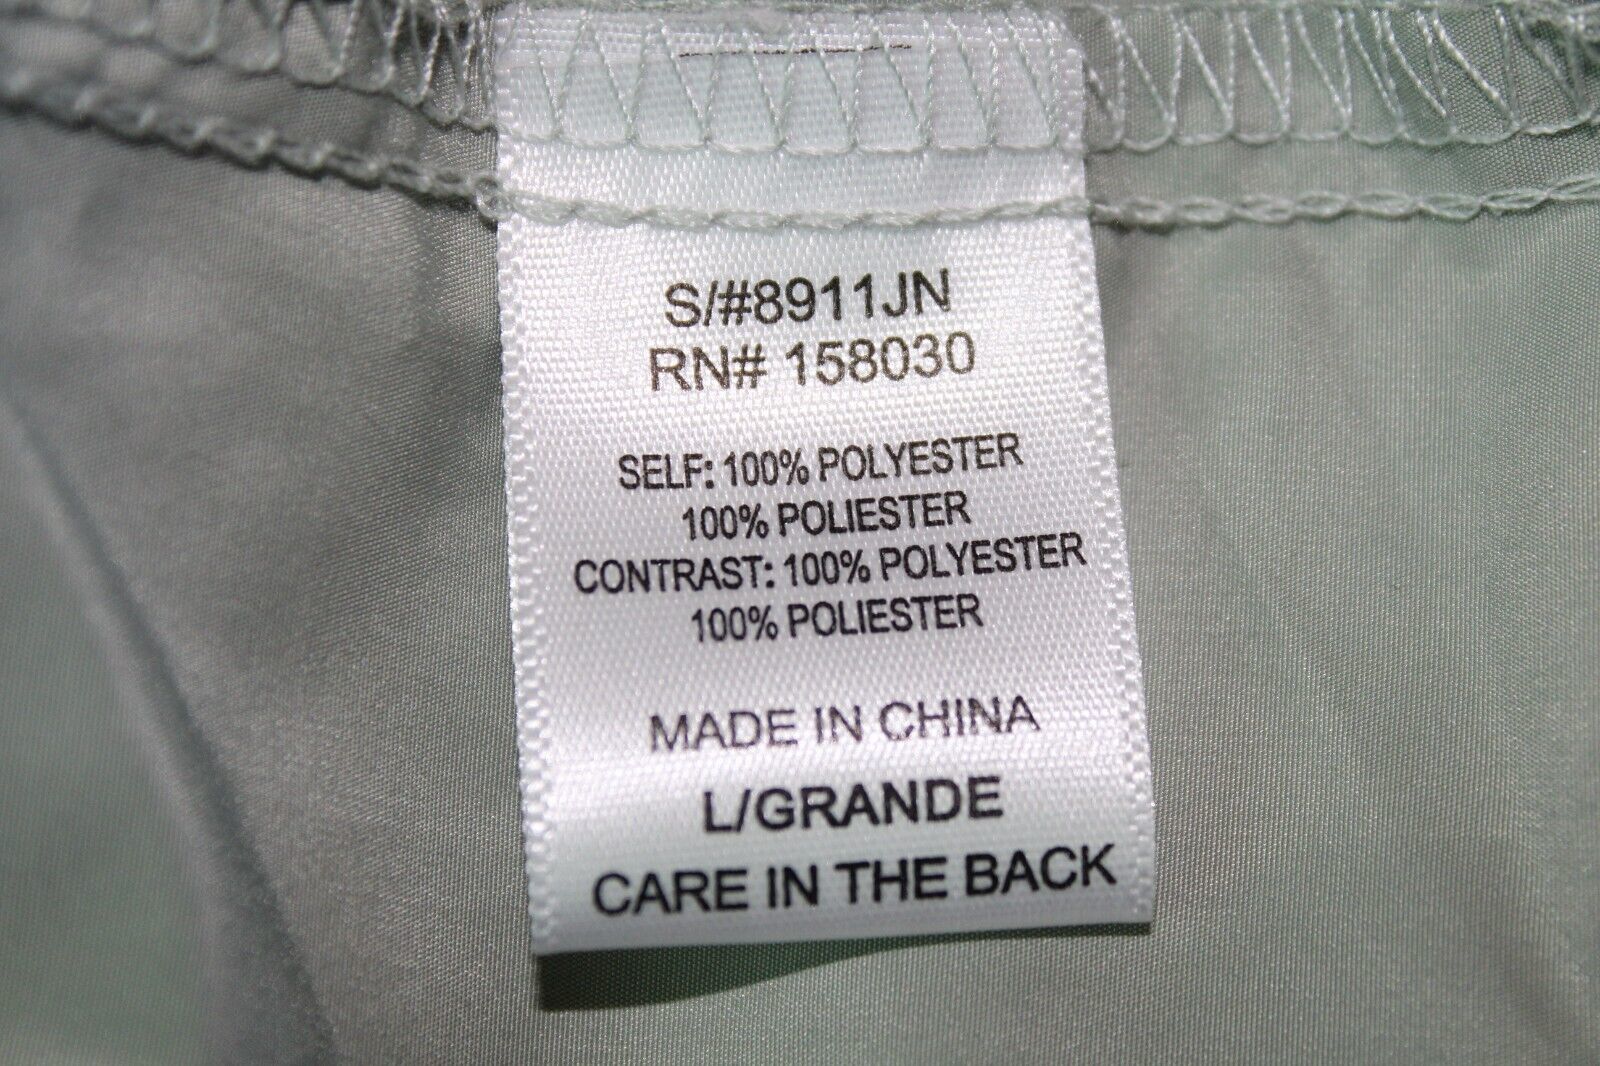 S/#8911JN
RN# 158030
SELF: 100% POLYESTER
100% POLIESTER
CONTRAST: 100% POLYESTER
100% POLIESTER
MADE IN CHINA
L/GRANDE
CARE IN THE BACK